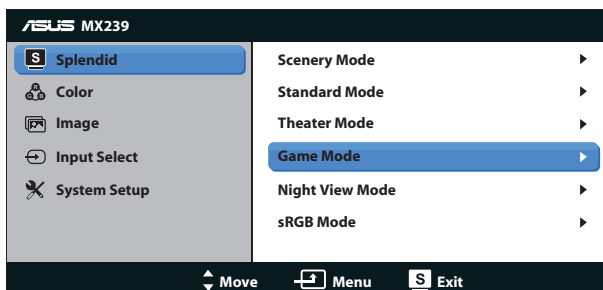 ASUS MX239
S Splendid
Color
Image
Input Select
System Setup
Scenery Mode
Standard Mode
Theater Mode
Game Mode
Night View Mode
sRGB Mode
Move Menu S Exit